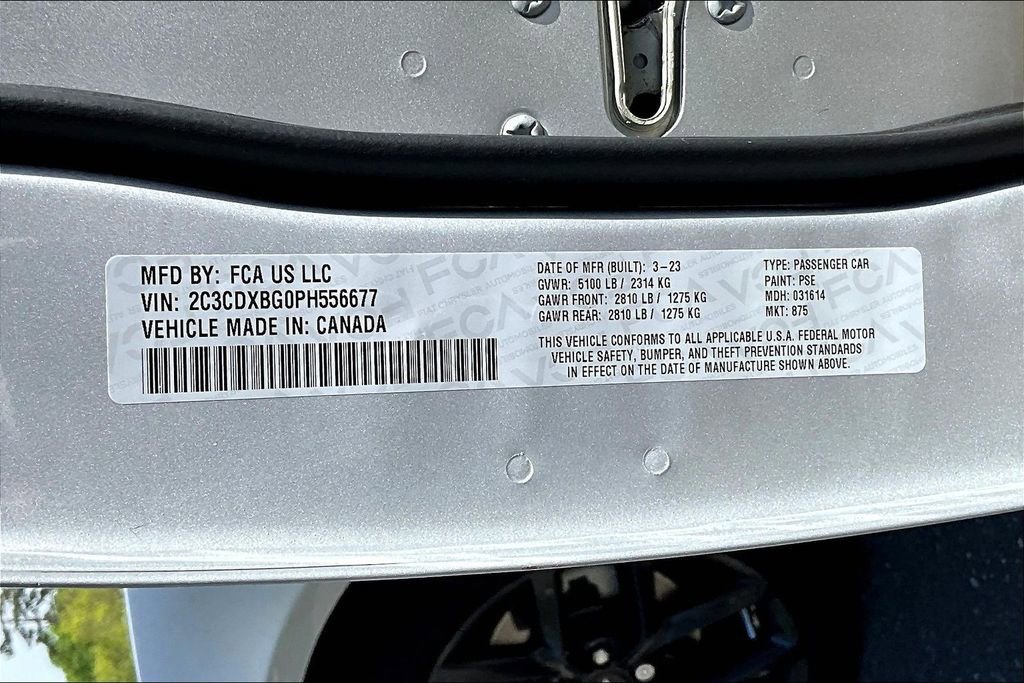 MFD BY: FCA US LLC
VIN: 2C3CDXBG0PH556677
VEHICLE MADE IN: CANADA
DATE OF MFR (BUILT): 3-23
GVWR: 5100 LB / 2314 KG
GAWR FRONT: 2810 LB / 1275 KG
GAWR REAR: 2810 LB / 1275 KG
TYPE: PASSENGER CAR
PAINT: PSE
MDH: 031614
MKT: 875
THIS VEHICLE CONFORMS TO ALL APPLICABLE U.S.A. FEDERAL MOTOR
VEHICLE SAFETY, BUMPER, AND THEFT PREVENTION STANDARDS
IN EFFECT ON THE DATE OF MANUFACTURE SHOWN ABOVE.